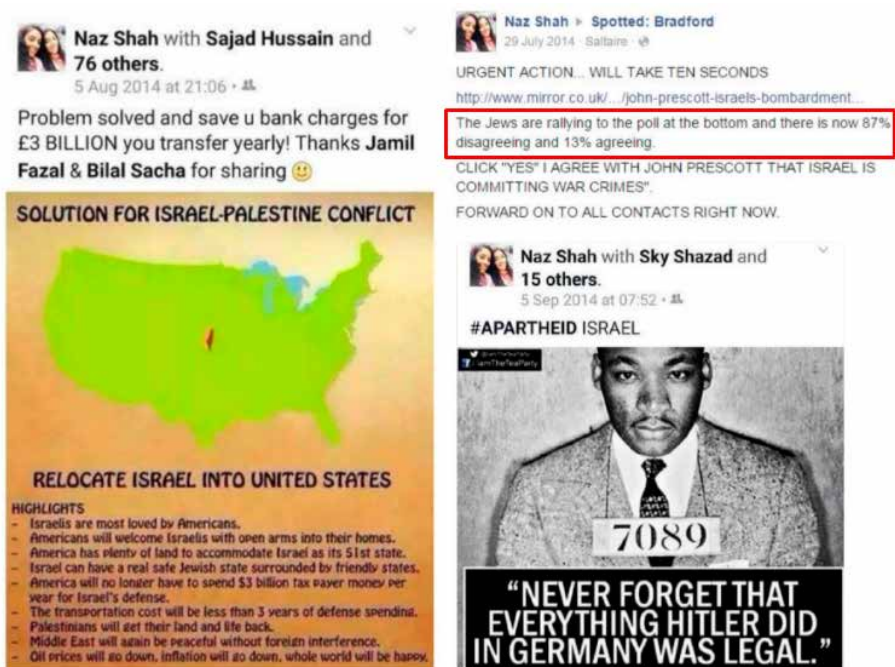 Naz Shah with Sajad Hussain and
76 others.
5 Aug 2014 at 21:06 •
Problem solved and save u bank charges for
£3 BILLION you transfer yearly! Thanks Jamil
Fazal & Bilal Sacha for sharing 🙂
SOLUTION FOR ISRAEL-PALESTINE CONFLICT
RELOCATE ISRAEL INTO UNITED STATES
HIGHLIGHTS
- Israelis are most loved by Americans.
- Americans will welcome Israelis with open arms into their homes.
- America has plenty of land to accommodate Israel as its 51st state.
- Israel can have a real safe Jewish state surrounded by friendly states.
- America will no longer have to spend $3 billion tax payer money per
year for Israel's defense.
- The transportation cost will be less than 3 years of defense spending.
- Palestinians will get their land and life back.
- Middle East will again be peaceful without foreign interference.
- Oil prices will go down, inflation will go down, whole world will be happy.
Naz Shah ▸ Spotted: Bradford
29 July 2014 · Saltaire ·
URGENT ACTION... WILL TAKE TEN SECONDS
http://www.mirror.co.uk/.../john-prescott-israels-bombardment...
The Jews are rallying to the poll at the bottom and there is now 87%
disagreeing and 13% agreeing.
CLICK "YES" I AGREE WITH JOHN PRESCOTT THAT ISRAEL IS
COMMITTING WAR CRIMES".
FORWARD ON TO ALL CONTACTS RIGHT NOW.
Naz Shah with Sky Shazad and
15 others.
5 Sep 2014 at 07:52 •
#APARTHEID ISRAEL
IamTheTeaParty
7089
"NEVER FORGET THAT
EVERYTHING HITLER DID
IN GERMANY WAS LEGAL."